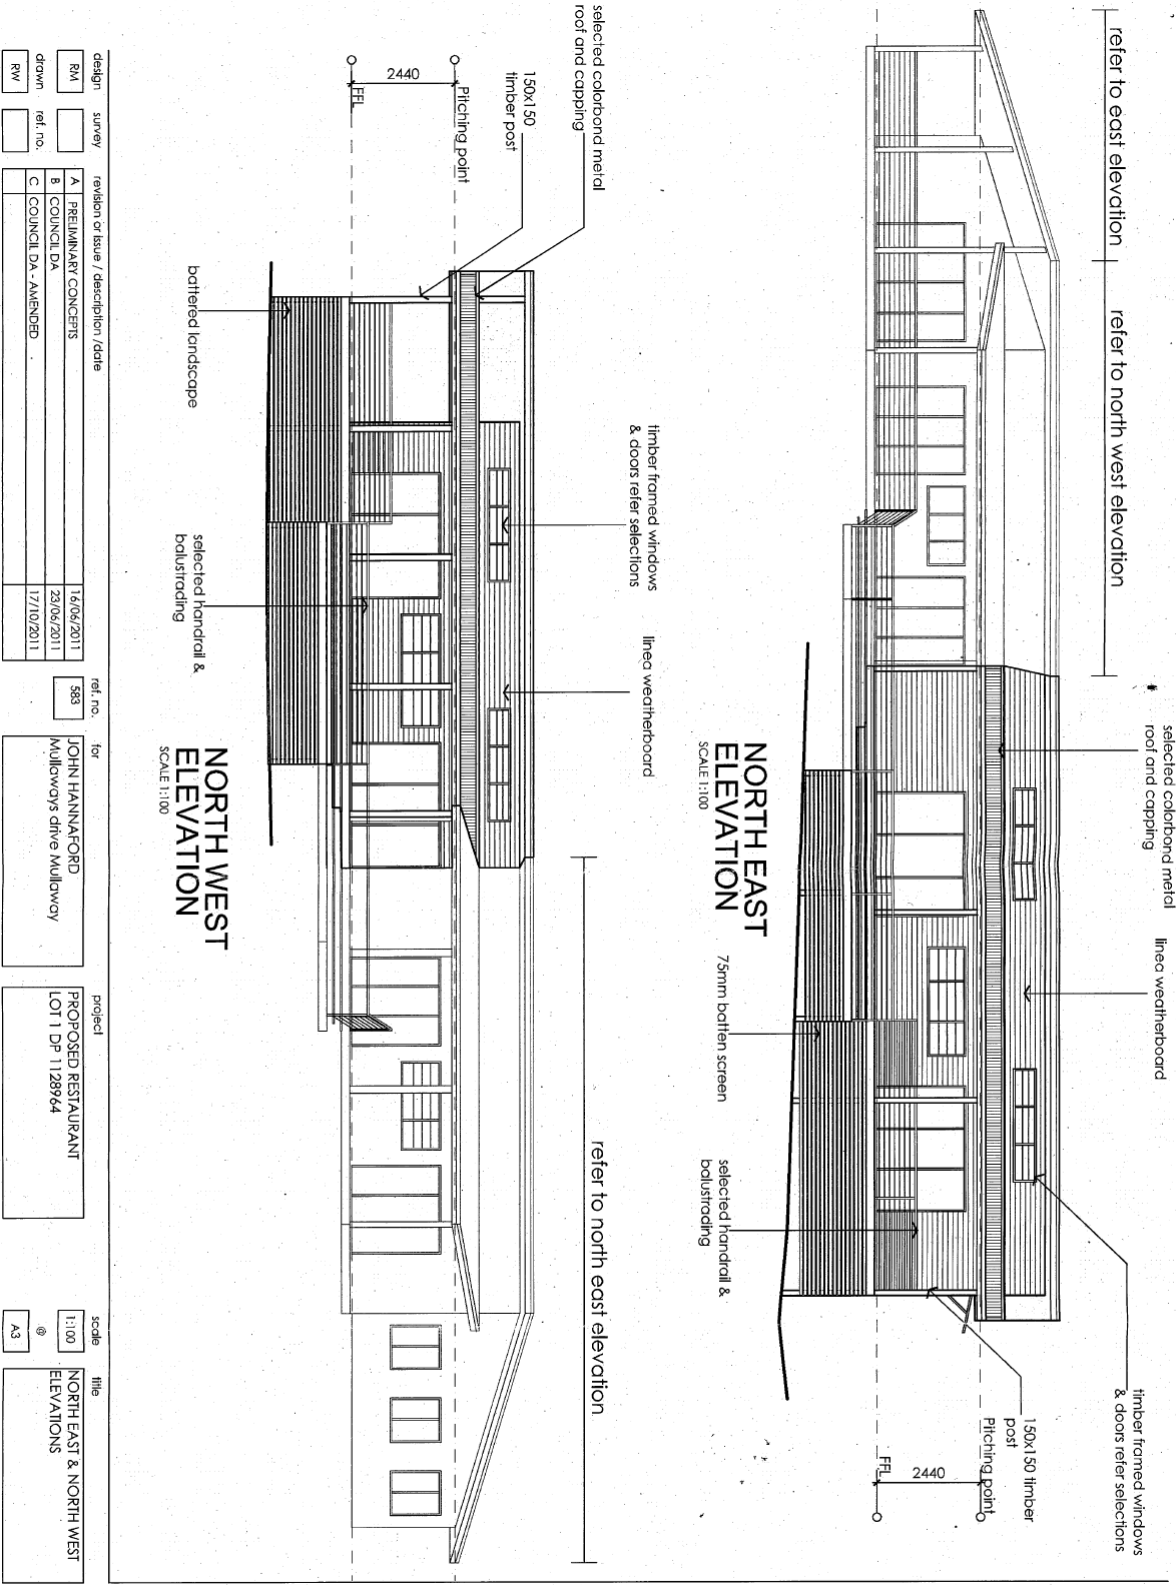 refer to east elevation
refer to north west elevation
selected colorbond metal
roof and capping
linea weatherboard
timber framed windows
& doors refer selections
150x150 timber
post
Pitching point
2440
FFL
NORTH EAST
ELEVATION
SCALE 1:100
75mm batten screen
selected handrail &
balustrading
selected colorbond metal
roof and capping
150x150
timber post
Pitching point
2440
FFL
timber framed windows
& doors refer selections
linea weatherboard
refer to north east elevation
battered landscape
selected handrail &
balustrading
NORTH WEST
ELEVATION
SCALE 1:100
design
RM
survey
drawn
RW
ref. no.
revision or issue / description / date
A PRELIMINARY CONCEPTS 16/06/2011
B COUNCIL DA 23/06/2011
C COUNCIL DA - AMENDED 17/10/2011
ref. no.
583
for
JOHN HANNAFORD
Mullaways drive Mullaway
project
PROPOSED RESTAURANT
LOT 1 DP 1128964
scale
1:100
@
A3
title
NORTH EAST & NORTH WEST
ELEVATIONS